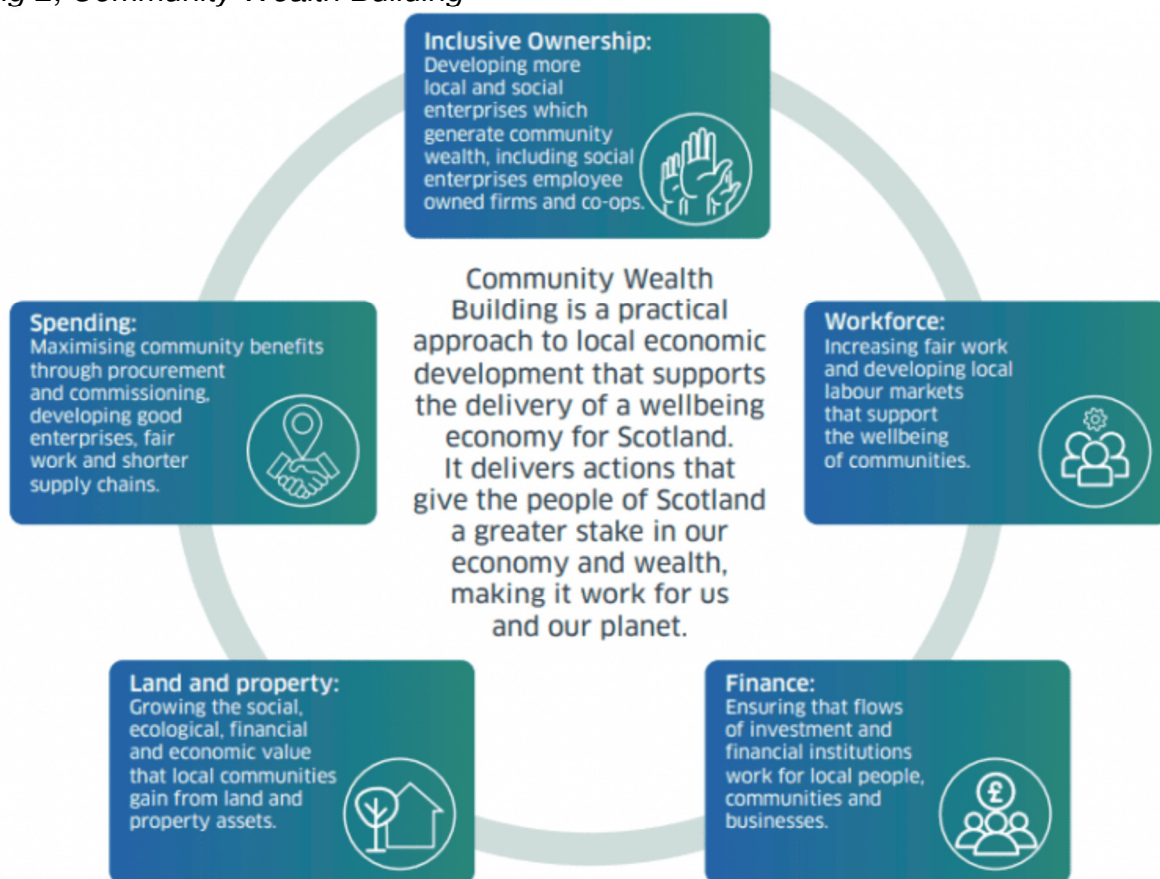 g 2, Community Wealth Building
Inclusive Ownership:
Developing more
local and social
enterprises which
generate community
wealth, including social
enterprises employee
owned firms and co-ops.
Community Wealth
Building is a practical
approach to local economic
development that supports
the delivery of a wellbeing
economy for Scotland.
It delivers actions that
give the people of Scotland
a greater stake in our
economy and wealth,
making it work for us
and our planet.
Spending:
Maximising community benefits
through procurement
and commissioning,
developing good
enterprises, fair
work and shorter
supply chains.
Workforce:
Increasing fair work
and developing local
labour markets
that support
the wellbeing
of communities.
Land and property:
Growing the social,
ecological, financial
and economic value
that local communities
gain from land and
property assets.
Finance:
Ensuring that flows
of investment and
financial institutions
work for local people,
communities and
businesses.
£